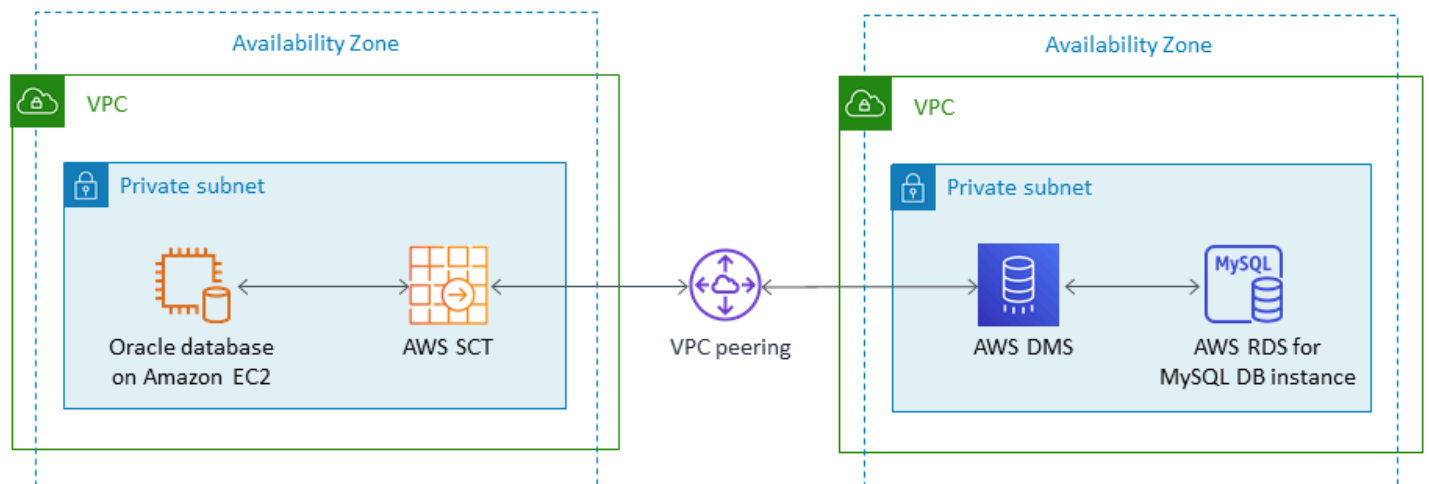 Availability Zone
VPC
Private subnet
Oracle database
on Amazon EC2
AWS SCT
VPC peering
Availability Zone
VPC
Private subnet
AWS DMS
MySQL
AWS RDS for
MySQL DB instance